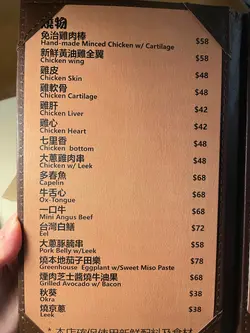 燒物
免治雞肉棒
Hand-made Minced Chicken w/ Cartilage $58
新鮮黃油雞全翼
Chicken wing $48
雞皮
Chicken Skin $48
雞軟骨
Chicken Cartilage $42
雞肝
Chicken Liver $42
雞心
Chicken Heart $42
七里香
Chicken bottom $48
大蔥雞肉串
Chicken w/ Leek $48
多春魚
Capelin $68
牛舌心
Ox-Tongue $68
一口牛
Mini Angus Beef $68
台灣白鱔
Eel $72
大蔥豚腩串
Pork Belly w/Leek $58
燒本地茄子田樂
Greenhouse Eggplant w/Sweet Miso Paste $78
煙肉芝士醬燒牛油果
Grilled Avocado w/ Bacon $68
秋葵
Okra $38
燒京蔥
Leek $38